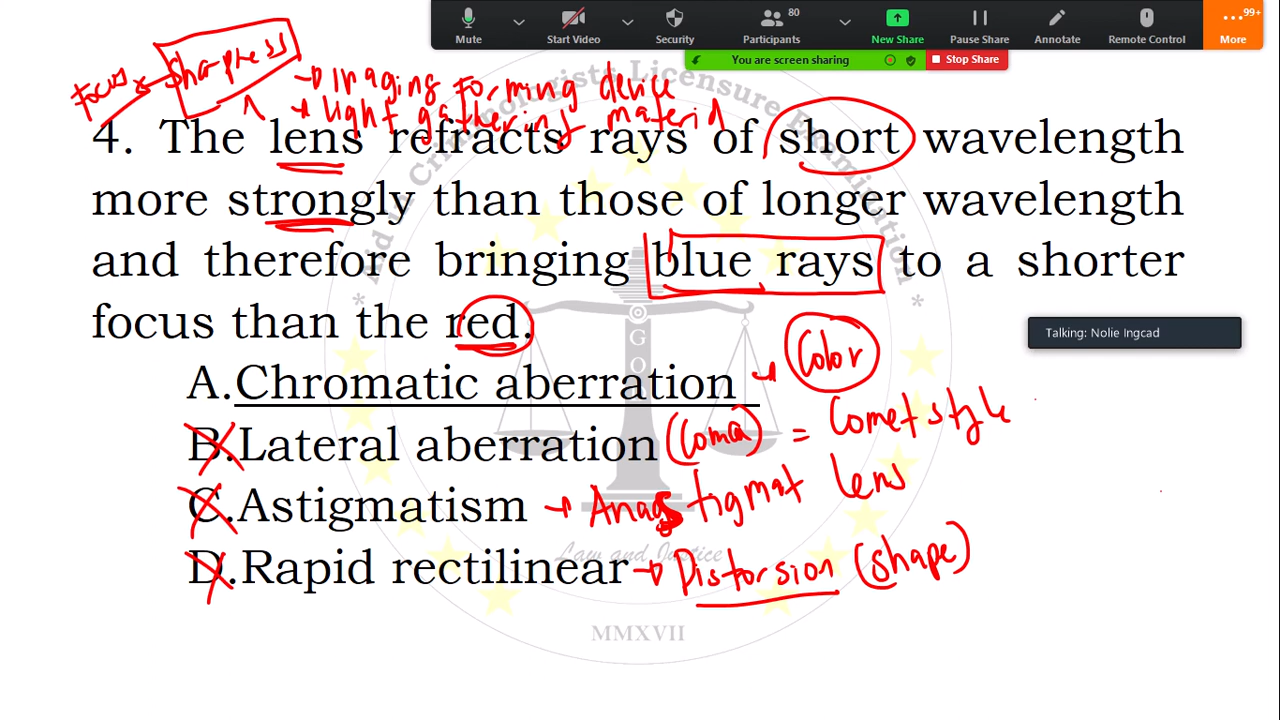 Mute
Start Video
Security
80
Participants
New Share
Pause Share
Annotate
Remote Control
99+
More
You are screen sharing
Stop Share
focus
Sharpness
Imaging forming device
light gathering material
4. The lens refracts rays of short wavelength
more strongly than those of longer wavelength
and therefore bringing blue rays to a shorter
focus than the red.
Talking: Nolie Ingcad
A. Chromatic aberration
Color
B. Lateral aberration (Coma) = Comet style
C. Astigmatism Anastigmat lens
D. Rapid rectilinear Distorsion (shape)
Criminologists Licensure
Law and Justice
MMXVII